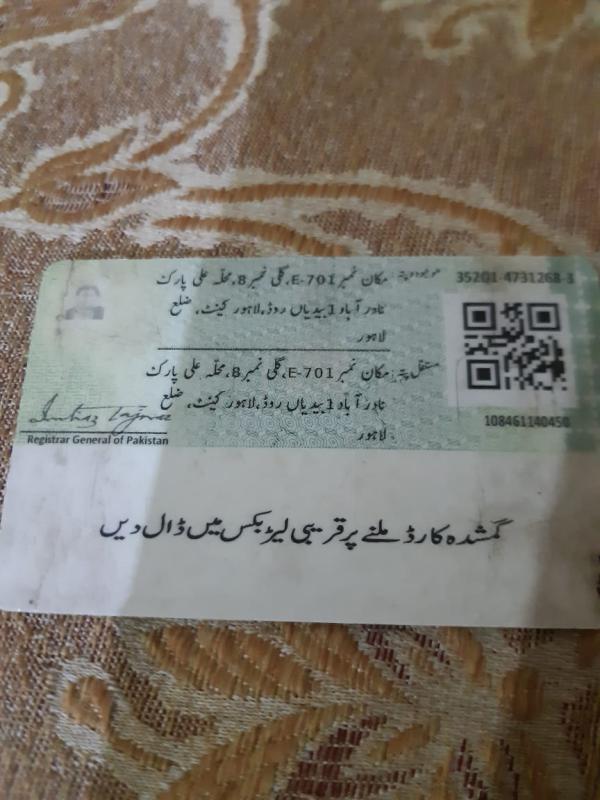 35201-4731268-3
موجودہ پتہ: مکان نمبر E-701، گلی نمبر 8، محلہ علی پارک
نادر آباد 1 بیدیاں روڈ، لاہور کینٹ، ضلع
لاہور
مستقل پتہ: مکان نمبر E-701، گلی نمبر 8، محلہ علی پارک
نادر آباد 1 بیدیاں روڈ، لاہور کینٹ، ضلع
لاہور
108461140450
Registrar General of Pakistan
گمشدہ کارڈ ملنے پر قریبی لیٹر بکس میں ڈال دیں